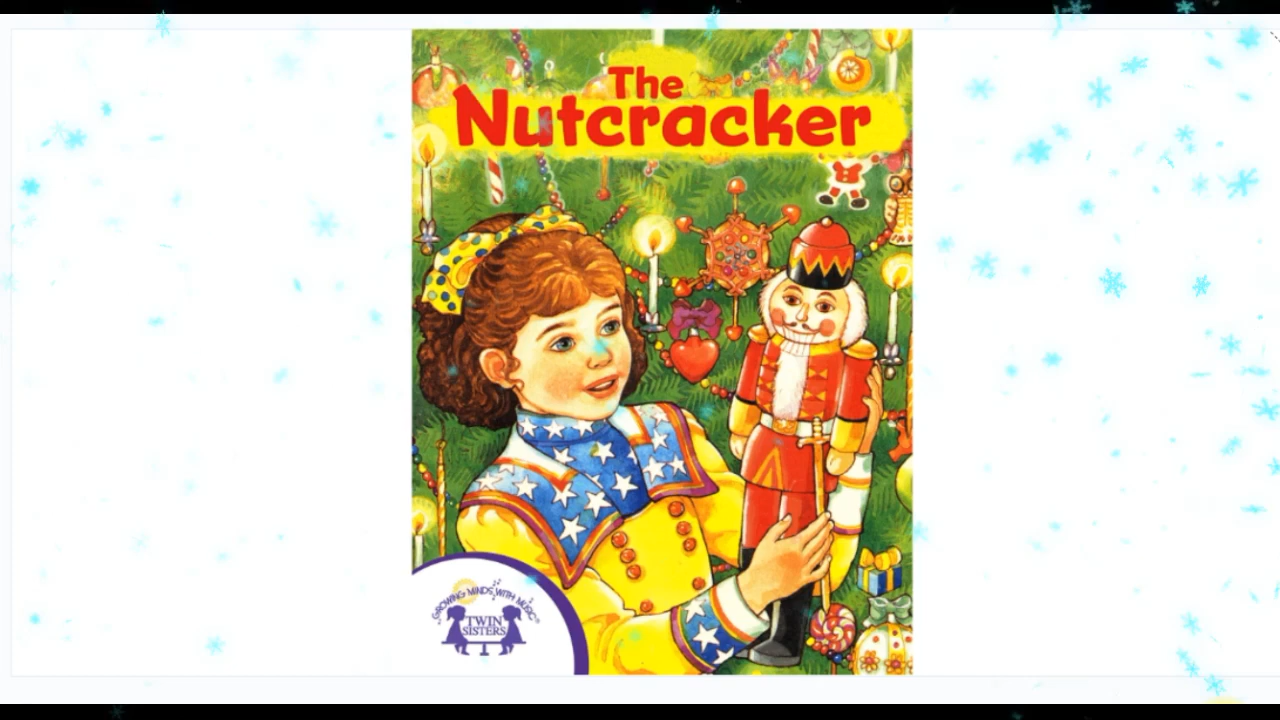 The
Nutcracker
GROWING MINDS WITH MUSIC®
TWIN
SISTERS